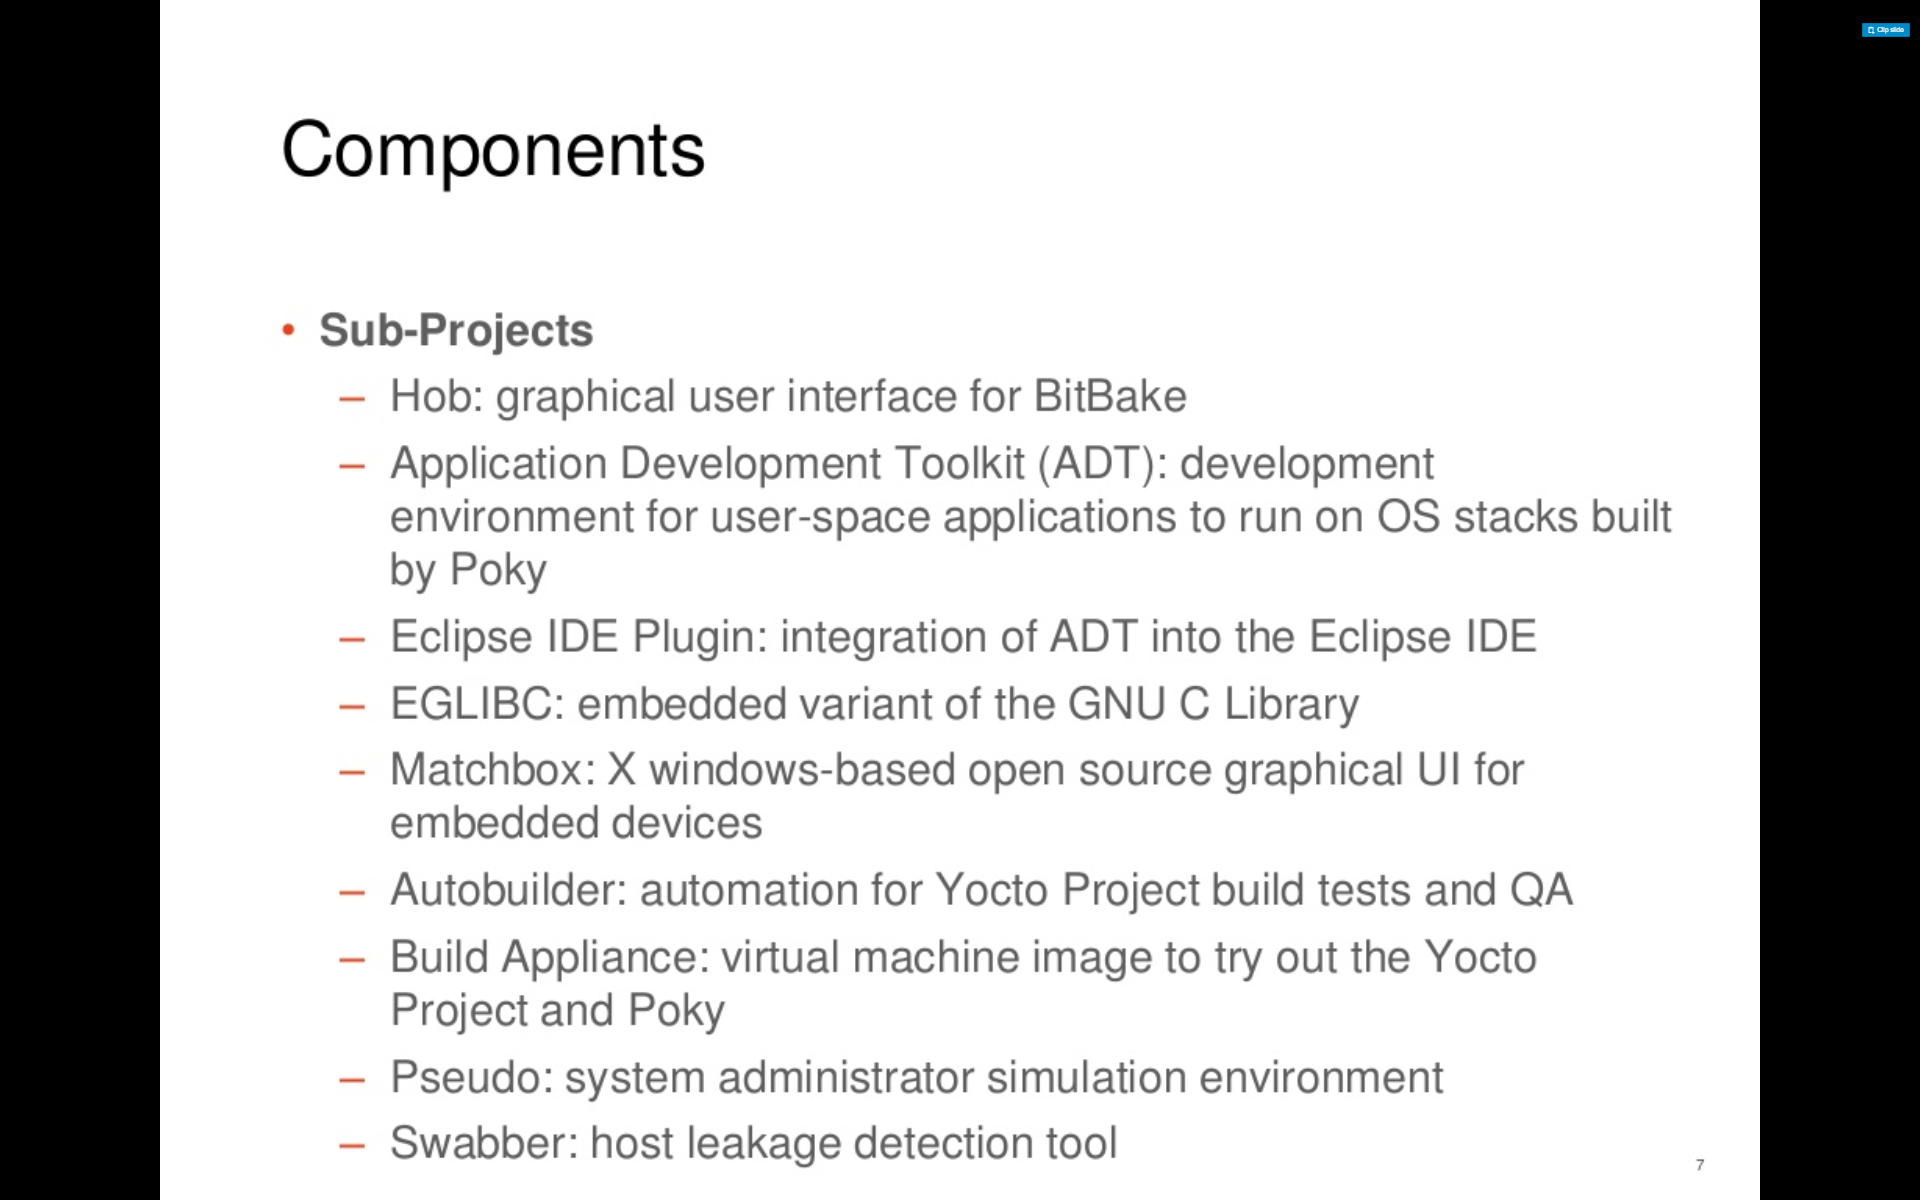 Clip slide
Components
• Sub-Projects
– Hob: graphical user interface for BitBake
– Application Development Toolkit (ADT): development
environment for user-space applications to run on OS stacks built
by Poky
– Eclipse IDE Plugin: integration of ADT into the Eclipse IDE
– EGLIBC: embedded variant of the GNU C Library
– Matchbox: X windows-based open source graphical UI for
embedded devices
– Autobuilder: automation for Yocto Project build tests and QA
– Build Appliance: virtual machine image to try out the Yocto
Project and Poky
– Pseudo: system administrator simulation environment
– Swabber: host leakage detection tool
7